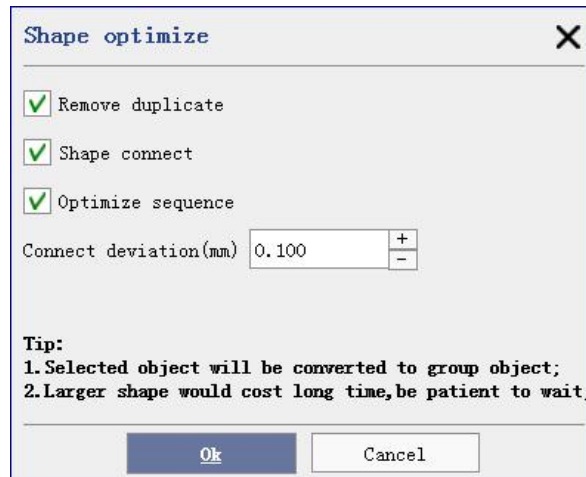 Shape optimize
Remove duplicate
Shape connect
Optimize sequence
Connect deviation(mm) 0.100 + -
Tip:
1.Selected object will be converted to group object;
2.Larger shape would cost long time,be patient to wait.
Ok Cancel